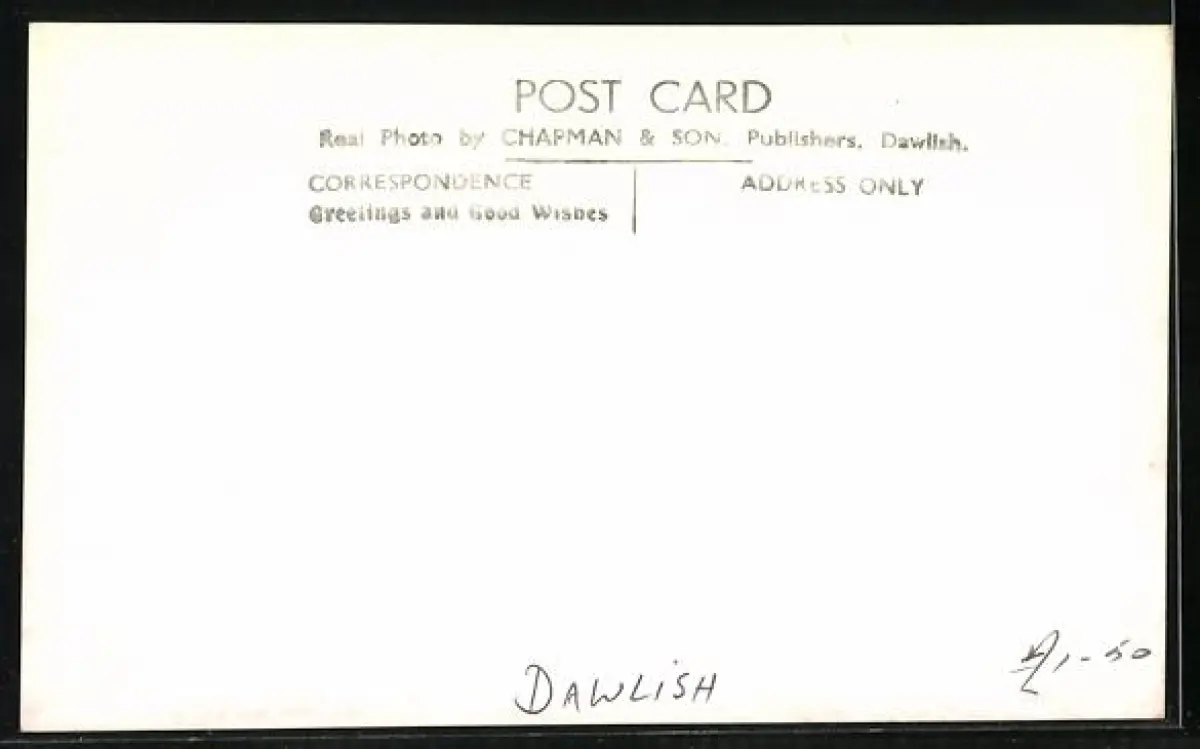 POST CARD
Real Photo by CHAPMAN & SON. Publishers, Dawlish.
CORRESPONDENCE
ADDRESS ONLY
Greetings and Good Wishes
DAWLiSH
£1-50